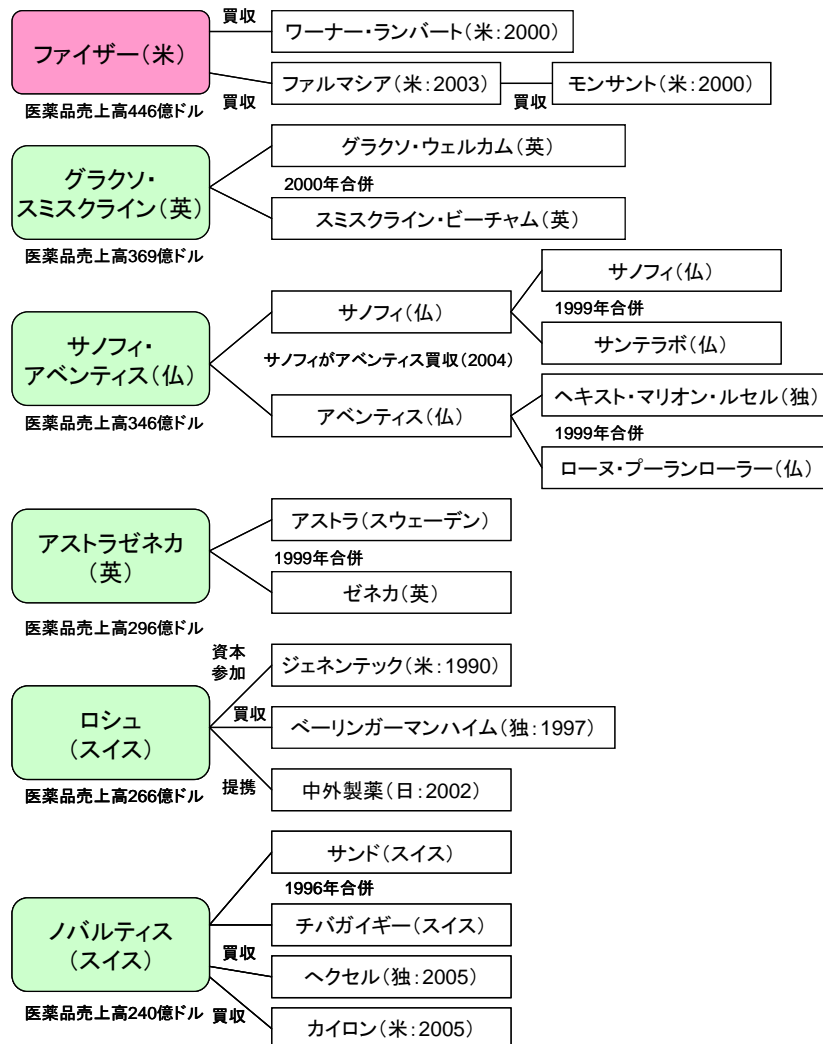 買収
ワーナー・ランバート(米:2000)
ファイザー(米)
ファルマシア(米:2003)
買収
モンサント(米:2000)
買収
医薬品売上高446億ドル
グラクソ・ウェルカム(英)
グラクソ・
スミスクライン(英)
2000年合併
スミスクライン・ビーチャム(英)
医薬品売上高369億ドル
サノフィ(仏)
サノフィ(仏)
1999年合併
サンテラボ(仏)
サノフィ・
アベンティス(仏)
サノフィがアベンティス買収(2004)
医薬品売上高346億ドル
アベンティス(仏)
ヘキスト・マリオン・ルセル(独)
1999年合併
ローヌ・プーランローラー(仏)
アストラ(スウェーデン)
アストラゼネカ
(英)
1999年合併
ゼネカ(英)
医薬品売上高296億ドル
資本
参加
ジェネンテック(米:1990)
ロシュ
(スイス)
買収
ベーリンガーマンハイム(独:1997)
医薬品売上高266億ドル
提携
中外製薬(日:2002)
サンド(スイス)
1996年合併
チバガイギー(スイス)
ノバルティス
(スイス)
買収
ヘクセル(独:2005)
医薬品売上高240億ドル
買収
カイロン(米:2005)